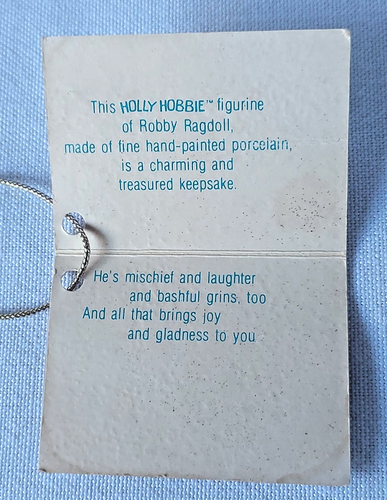 This HOLLY HOBBIE™ figurine
of Robby Ragdoll,
made of fine hand-painted porcelain,
is a charming and
treasured keepsake.
He's mischief and laughter
and bashful grins, too
And all that brings joy
and gladness to you